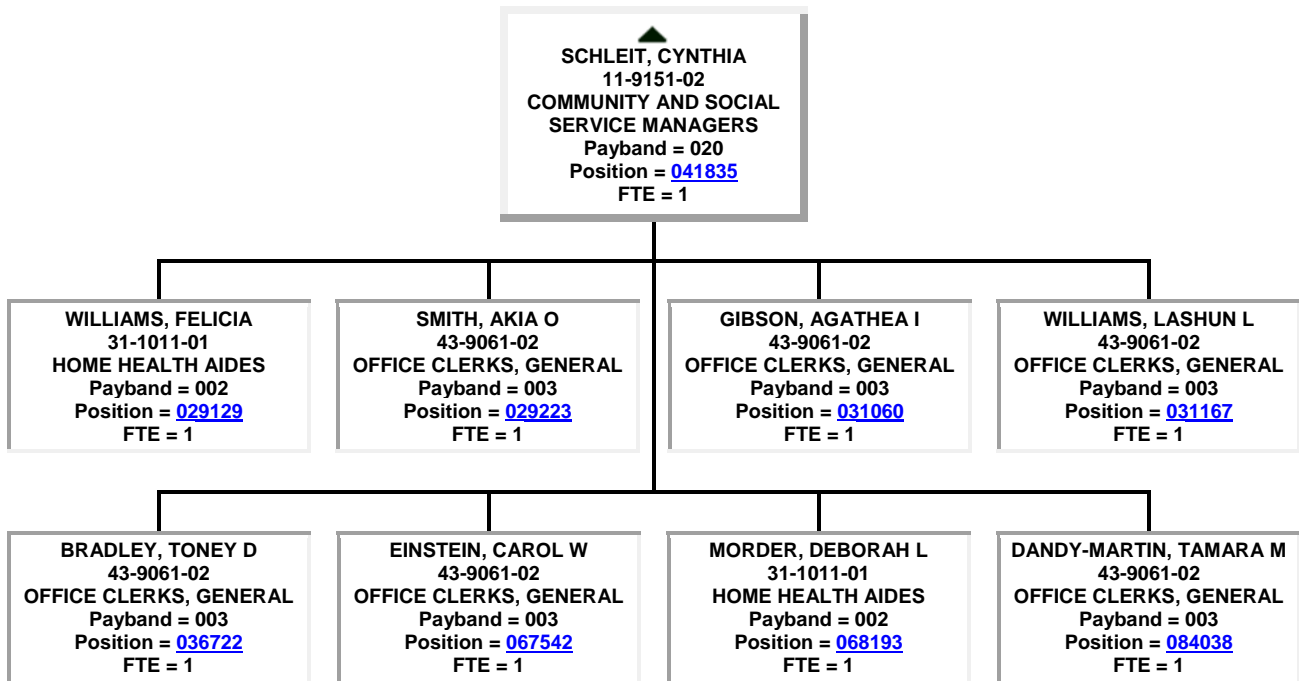 SCHLEIT, CYNTHIA
11-9151-02
COMMUNITY AND SOCIAL
SERVICE MANAGERS
Payband = 020
Position = 041835
FTE = 1
WILLIAMS, FELICIA
31-1011-01
HOME HEALTH AIDES
Payband = 002
Position = 029129
FTE = 1
SMITH, AKIA O
43-9061-02
OFFICE CLERKS, GENERAL
Payband = 003
Position = 029223
FTE = 1
GIBSON, AGATHEA I
43-9061-02
OFFICE CLERKS, GENERAL
Payband = 003
Position = 031060
FTE = 1
WILLIAMS, LASHUN L
43-9061-02
OFFICE CLERKS, GENERAL
Payband = 003
Position = 031167
FTE = 1
BRADLEY, TONEY D
43-9061-02
OFFICE CLERKS, GENERAL
Payband = 003
Position = 036722
FTE = 1
EINSTEIN, CAROL W
43-9061-02
OFFICE CLERKS, GENERAL
Payband = 003
Position = 067542
FTE = 1
MORDER, DEBORAH L
31-1011-01
HOME HEALTH AIDES
Payband = 002
Position = 068193
FTE = 1
DANDY-MARTIN, TAMARA M
43-9061-02
OFFICE CLERKS, GENERAL
Payband = 003
Position = 084038
FTE = 1